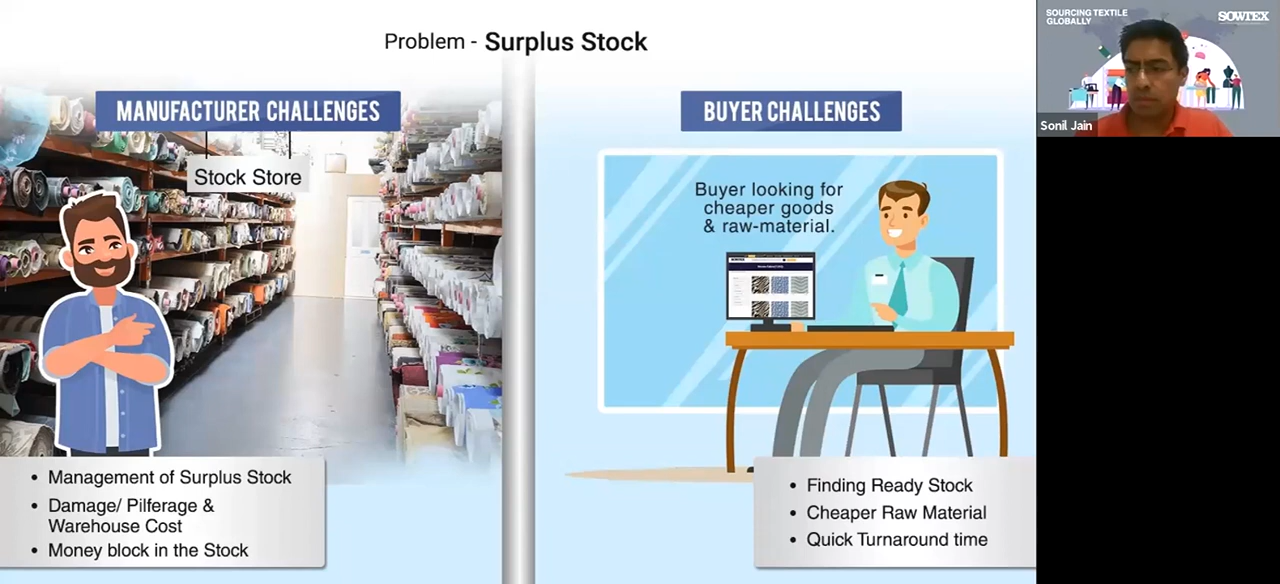 Problem - Surplus Stock
MANUFACTURER CHALLENGES
Stock Store
• Management of Surplus Stock
• Damage/ Pilferage &
Warehouse Cost
• Money block in the Stock
BUYER CHALLENGES
Buyer looking for
cheaper goods
& raw-material.
SOWTEX
• Finding Ready Stock
• Cheaper Raw Material
• Quick Turnaround time
SOURCING TEXTILE
GLOBALLY
SOWTEX
Sonil Jain